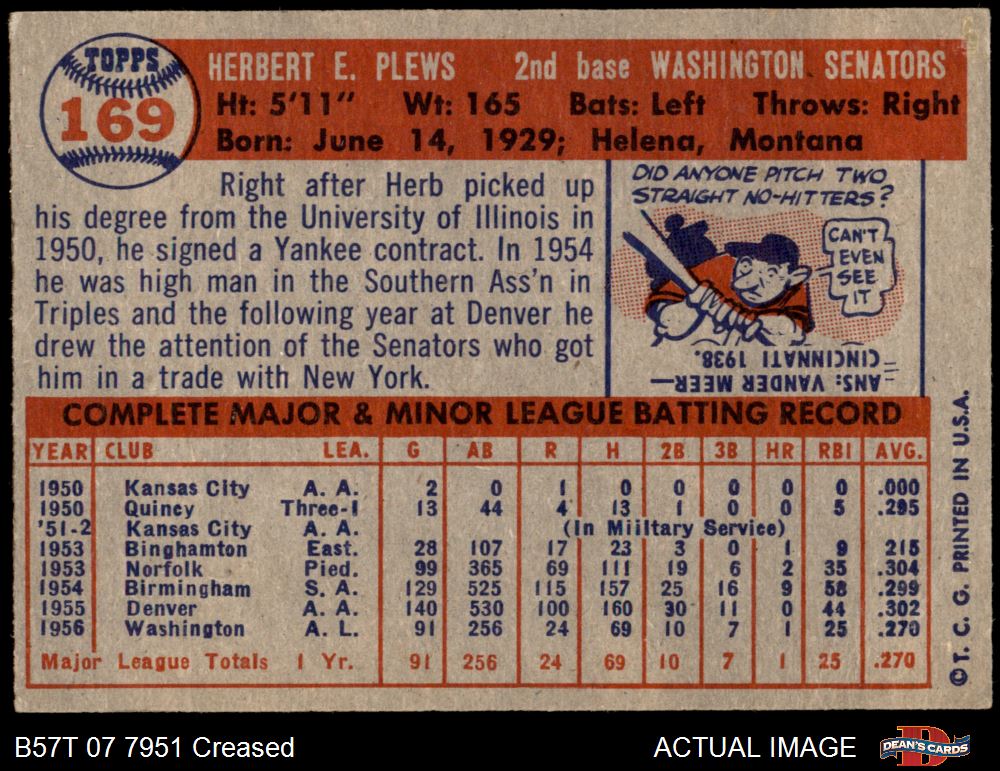 TOPPS
169
HERBERT E. PLEWS 2nd base WASHINGTON SENATORS
Ht: 5'11" Wt: 165 Bats: Left Throws: Right
Born: June 14, 1929; Helena, Montana
Right after Herb picked up
his degree from the University of Illinois in
1950, he signed a Yankee contract. In 1954
he was high man in the Southern Ass'n in
Triples and the following year at Denver he
drew the attention of the Senators who got
him in a trade with New York.
DID ANYONE PITCH TWO
STRAIGHT NO-HITTERS?
CAN'T
EVEN
SEE
IT
ANS: VANDER MEER—
CINCINNATI 1938.
COMPLETE MAJOR & MINOR LEAGUE BATTING RECORD
YEAR CLUB LEA. G AB R H 2B 3B HR RBI AVG.
1950 Kansas City A. A. 2 0 1 0 0 0 0 0 .000
1950 Quincy Three-I 13 44 4 13 1 0 0 5 .295
'51-2 Kansas City A. A. (In Military Service)
1953 Binghamton East. 28 107 17 23 3 0 1 9 .215
1953 Norfolk Pied. 99 365 69 111 19 6 2 35 .304
1954 Birmingham S. A. 129 525 115 157 25 16 9 58 .299
1955 Denver A. A. 140 530 100 160 30 11 0 44 .302
1956 Washington A. L. 91 256 24 69 10 7 1 25 .270
Major League Totals 1 Yr. 91 256 24 69 10 7 1 25 .270
©T. C. G. PRINTED IN U.S.A.
B57T 07 7951 Creased
ACTUAL IMAGE
DEAN'S CARDS